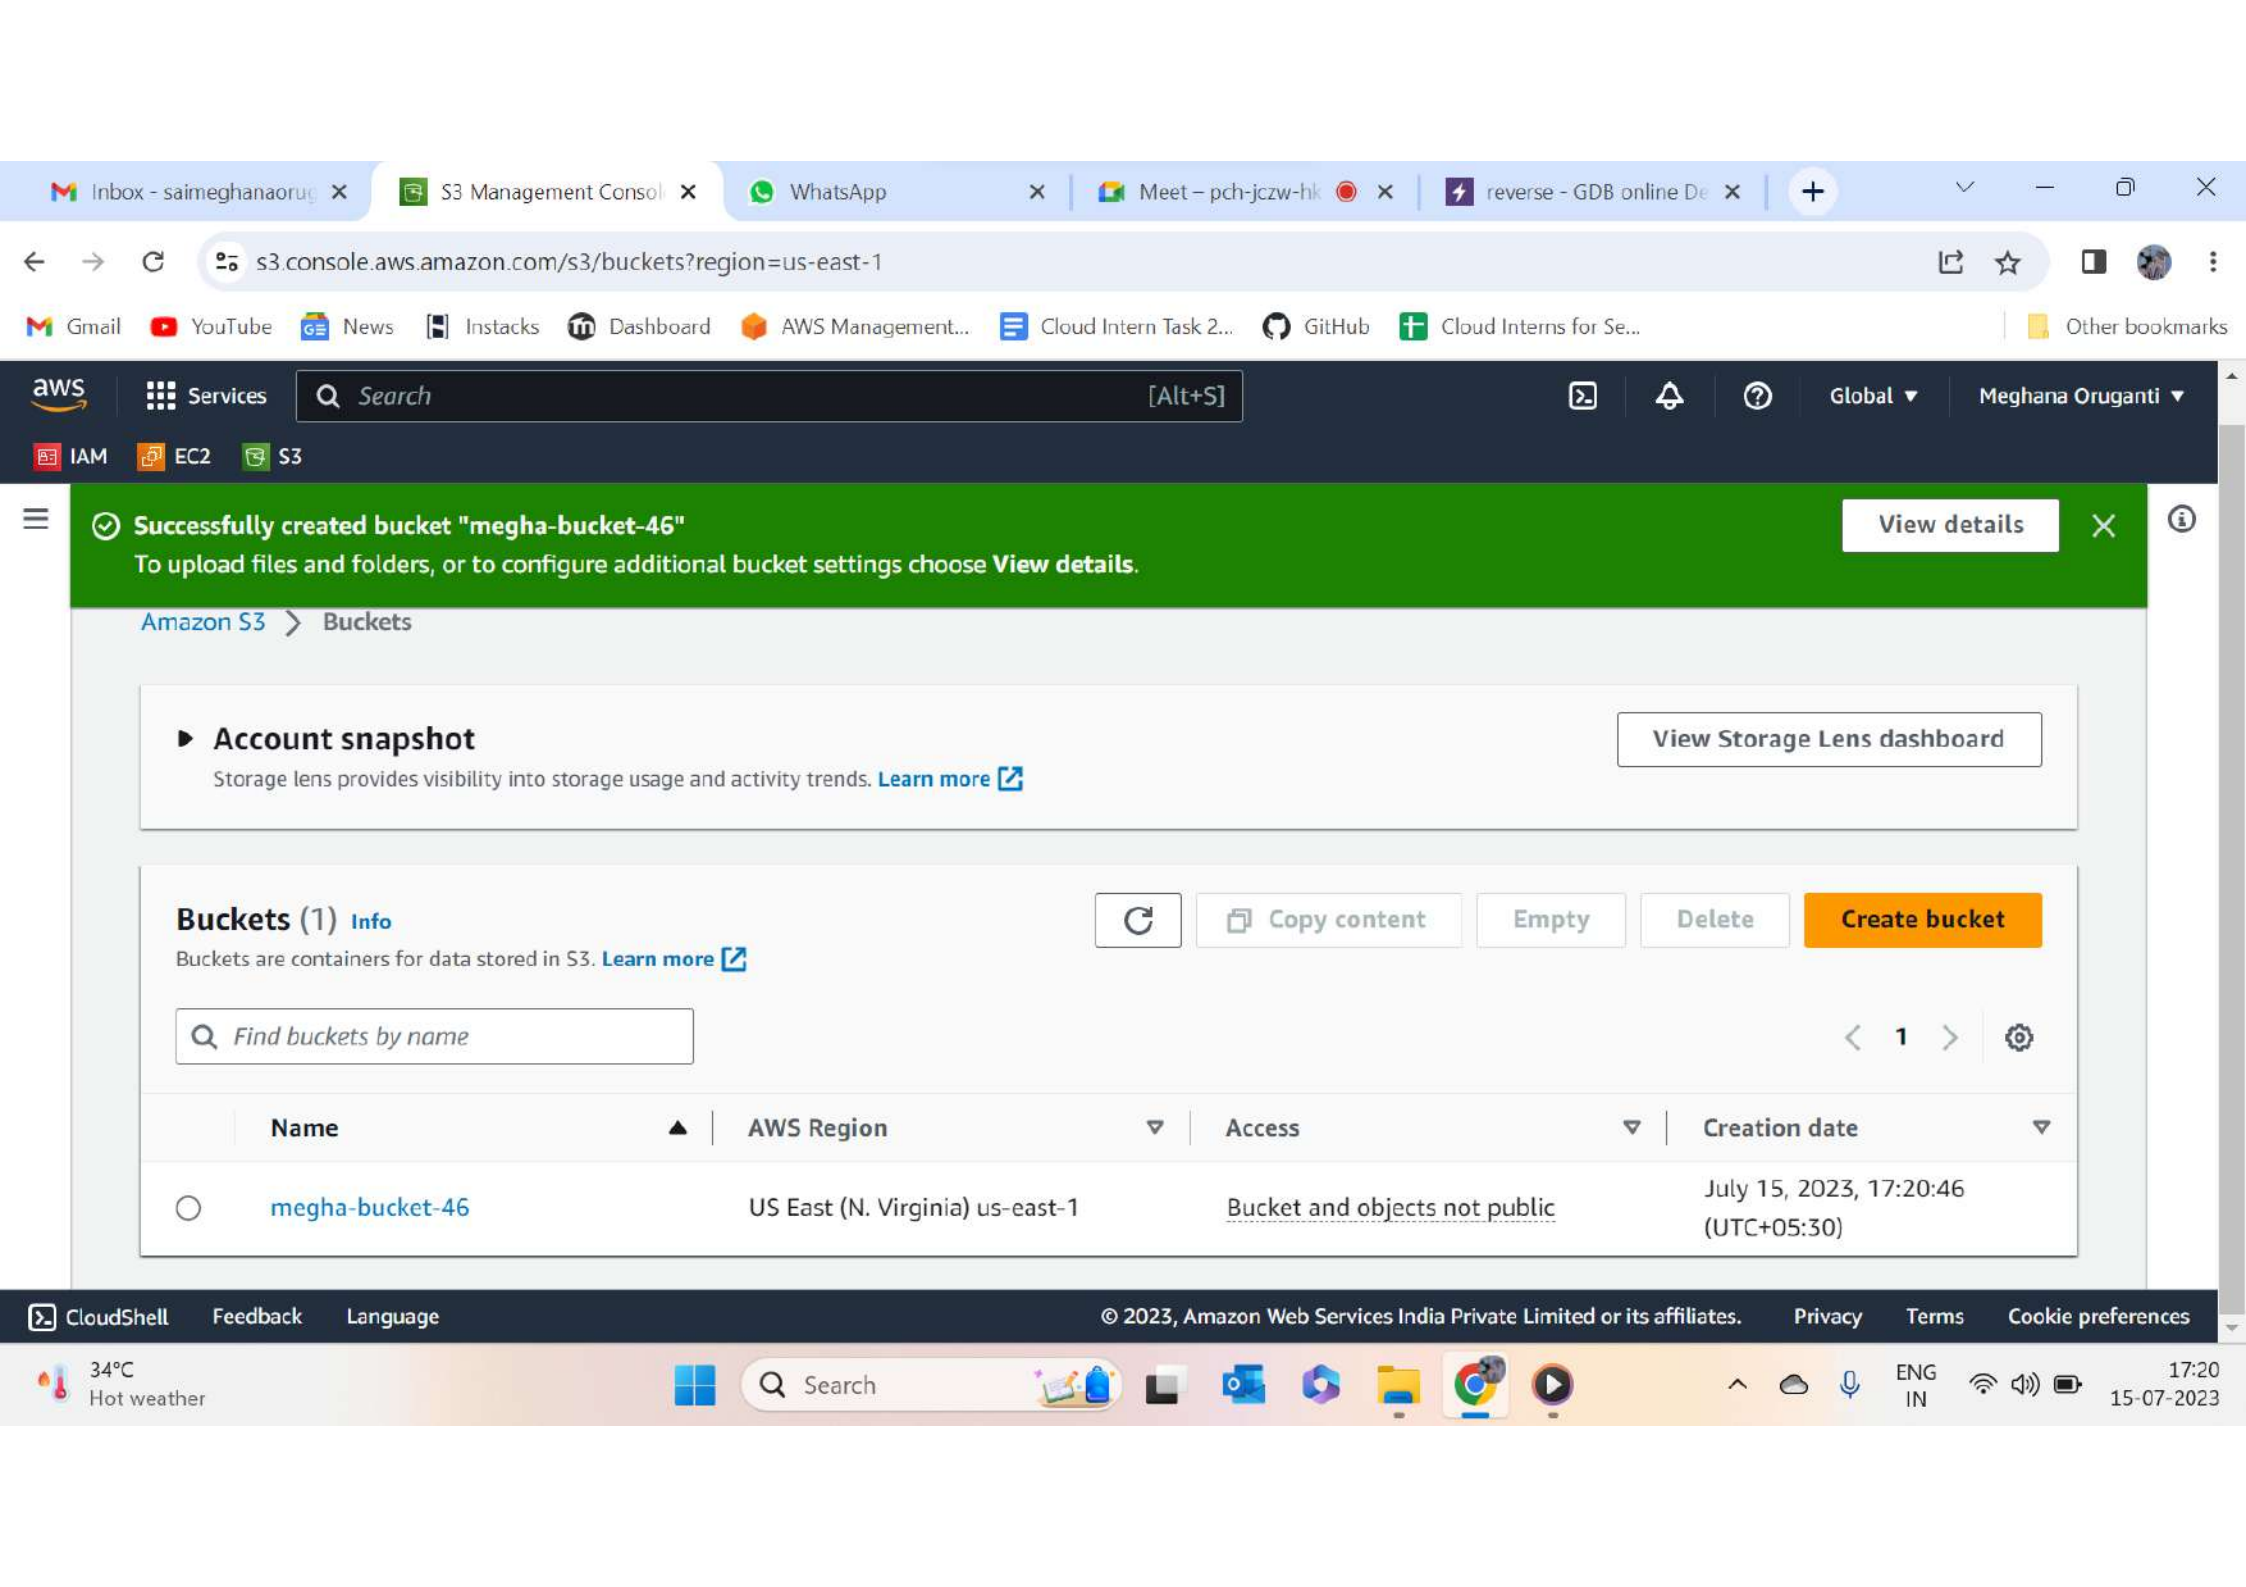 Inbox - saimeghanaorug
S3 Management Consol
WhatsApp
Meet – pch-jczw-hk
reverse - GDB online De
s3.console.aws.amazon.com/s3/buckets?region=us-east-1
Gmail
YouTube
News
Instacks
Dashboard
AWS Management...
Cloud Intern Task 2...
GitHub
Cloud Interns for Se...
Other bookmarks
aws
Services
Search
[Alt+S]
Global
Meghana Oruganti
IAM
EC2
S3
Successfully created bucket "megha-bucket-46"
To upload files and folders, or to configure additional bucket settings choose View details.
View details
Amazon S3
Buckets
Account snapshot
Storage lens provides visibility into storage usage and activity trends. Learn more
View Storage Lens dashboard
Buckets (1) Info
Buckets are containers for data stored in S3. Learn more
Copy content
Empty
Delete
Create bucket
Find buckets by name
1
Name
AWS Region
Access
Creation date
megha-bucket-46
US East (N. Virginia) us-east-1
Bucket and objects not public
July 15, 2023, 17:20:46
(UTC+05:30)
CloudShell
Feedback
Language
© 2023, Amazon Web Services India Private Limited or its affiliates.
Privacy
Terms
Cookie preferences
34°C
Hot weather
Search
ENG
IN
17:20
15-07-2023